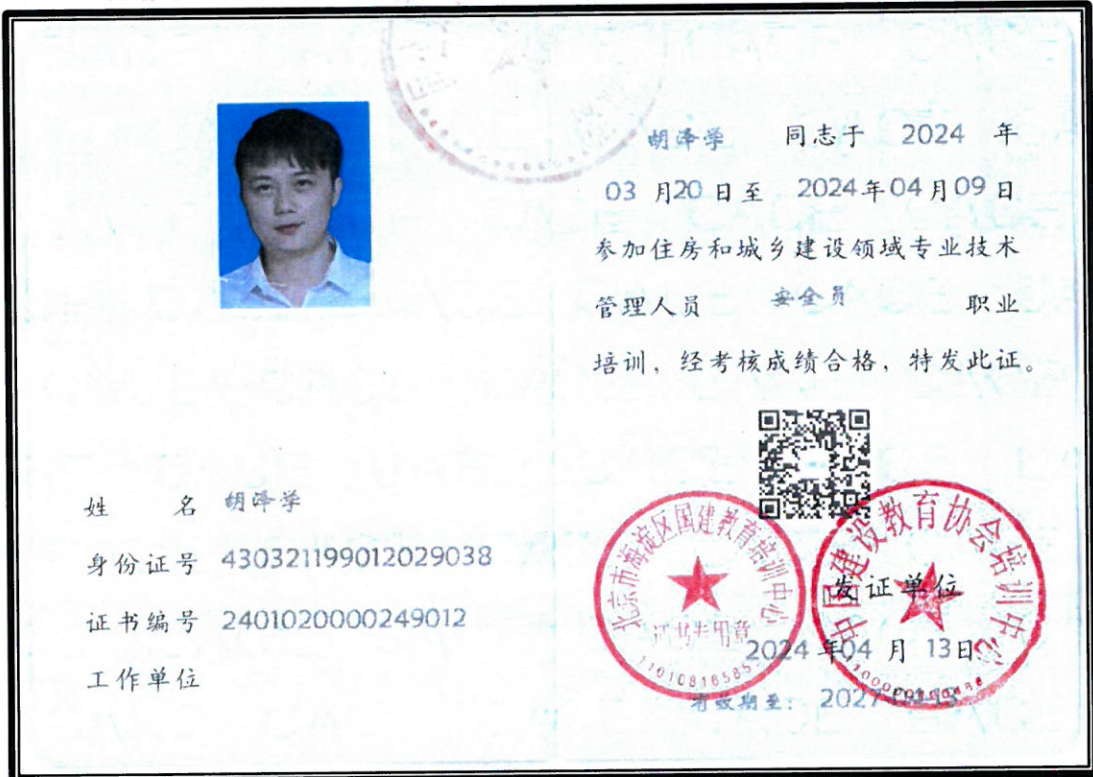 胡泽学 同志于 2024 年
03 月20 日至 2024年04月09日
参加住房和城乡建设领域专业技术
管理人员 安全员 职业
培训，经考核成绩合格，特发此证。
姓 名 胡泽学
身份证号 430321199012029038
证书编号 2401020000249012
工作单位
北京市海淀区国建教育培训中心
证书专用章
中国建设教育协会培训中心
发证单位
2024 年04 月 13日
有效期至： 2027